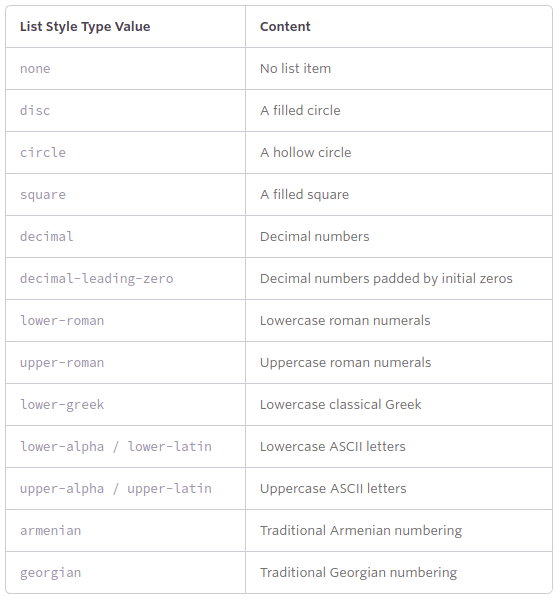 List Style Type Value Content
none No list item
disc A filled circle
circle A hollow circle
square A filled square
decimal Decimal numbers
decimal-leading-zero Decimal numbers padded by initial zeros
lower-roman Lowercase roman numerals
upper-roman Uppercase roman numerals
lower-greek Lowercase classical Greek
lower-alpha / lower-latin Lowercase ASCII letters
upper-alpha / upper-latin Uppercase ASCII letters
armenian Traditional Armenian numbering
georgian Traditional Georgian numbering